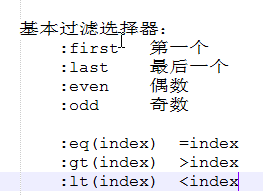 基本过滤选择器:
:first 第一个
:last 最后一个
:even 偶数
:odd 奇数
:eq(index) =index
:gt(index) >index
:lt(index) <index